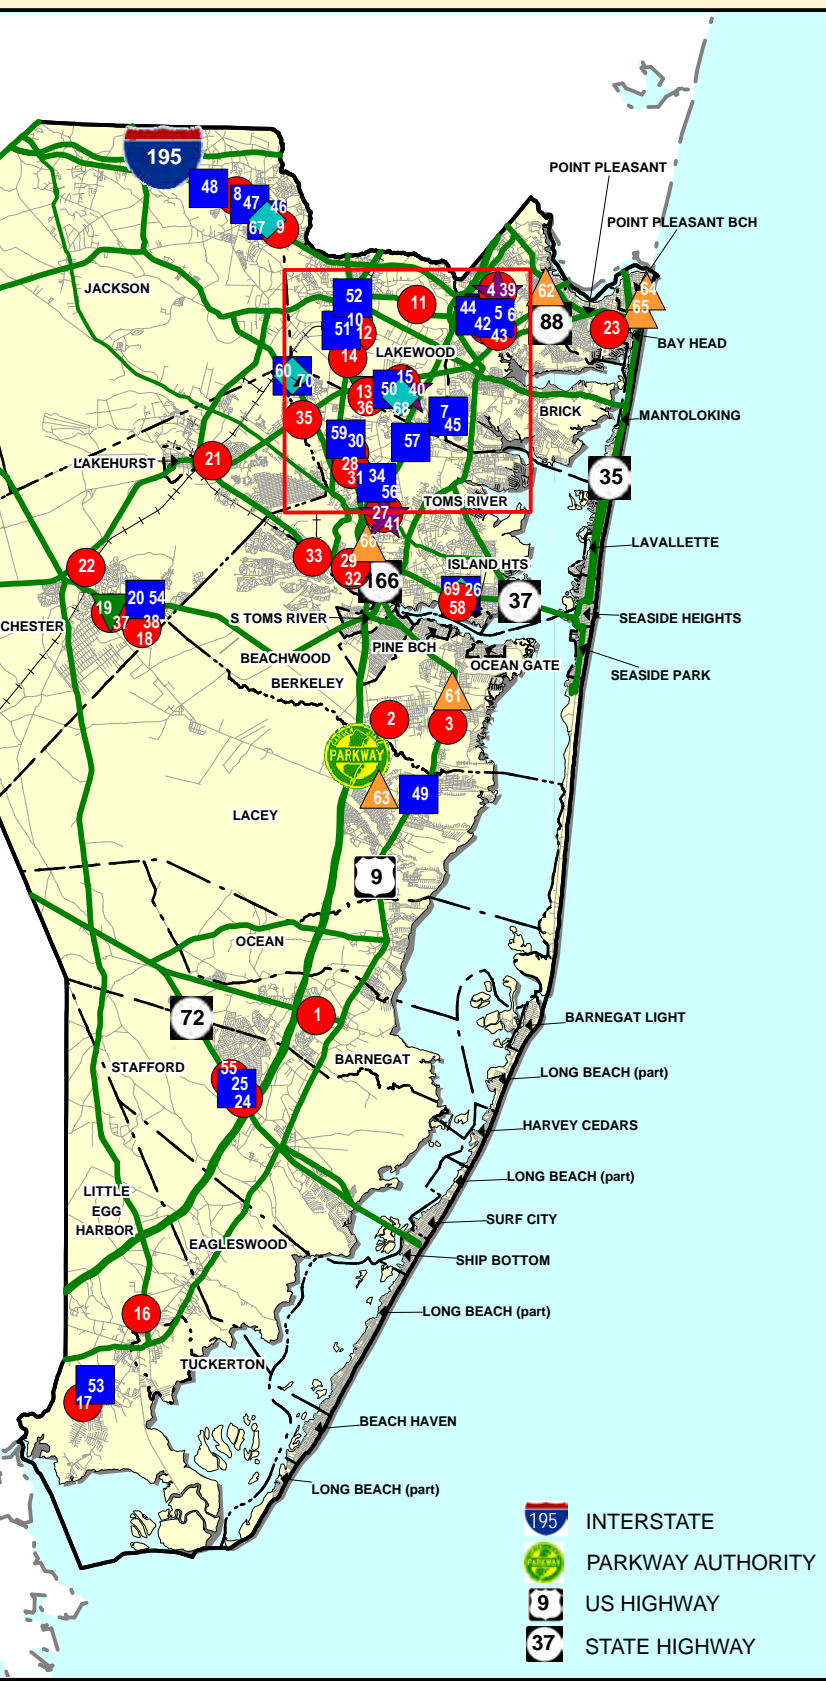 195
POINT PLEASANT
48
8
47
46
67
9
POINT PLEASANT BCH
JACKSON
52
11
4 39
62
64
65
10
51
12
44
5 6
42
43
88
23
14
LAKEWOOD
BAY HEAD
60
70
15
50
40
13
36
68
BRICK
MANTOLOKING
35
7
45
59
30
57
LAKEHURST
21
28
31
34
56
35
TOMS RIVER
27
41
LAVALLETTE
22
33
66
29
32
166
ISLAND HTS
69 26
58
37
20 54
19
37
38
18
CHESTER
S TOMS RIVER
SEASIDE HEIGHTS
PINE BCH
BEACHWOOD
OCEAN GATE
BERKELEY
SEASIDE PARK
61
2
3
GARDEN STATE
PARKWAY
63
49
LACEY
9
OCEAN
72
1
BARNEGAT LIGHT
BARNEGAT
STAFFORD
55
25
24
LONG BEACH (part)
HARVEY CEDARS
LONG BEACH (part)
LITTLE
EGG
HARBOR
SURF CITY
EAGLESWOOD
SHIP BOTTOM
16
LONG BEACH (part)
TUCKERTON
53
17
BEACH HAVEN
LONG BEACH (part)
195
INTERSTATE
PARKWAY
PARKWAY AUTHORITY
9
US HIGHWAY
37
STATE HIGHWAY